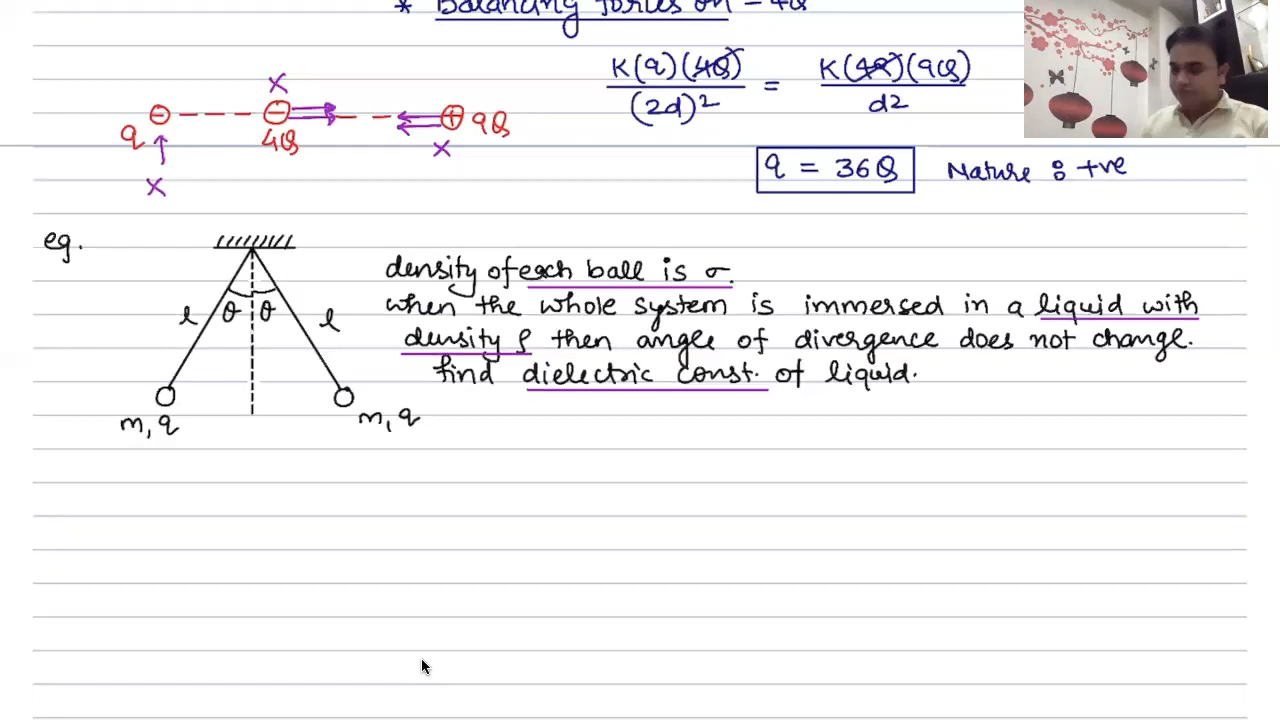 * Balancing forces on - 4Q
K(q)(4Q) / (2d)² = K(4Q)(9Q) / d2
q 4Q 9Q
q = 36Q Nature : +ve
eg.
density of each ball is σ.
when the whole system is immersed in a liquid with
density ρ then angle of divergence does not change.
find dielectric const. of liquid.
l θ θ l
m, q m, q